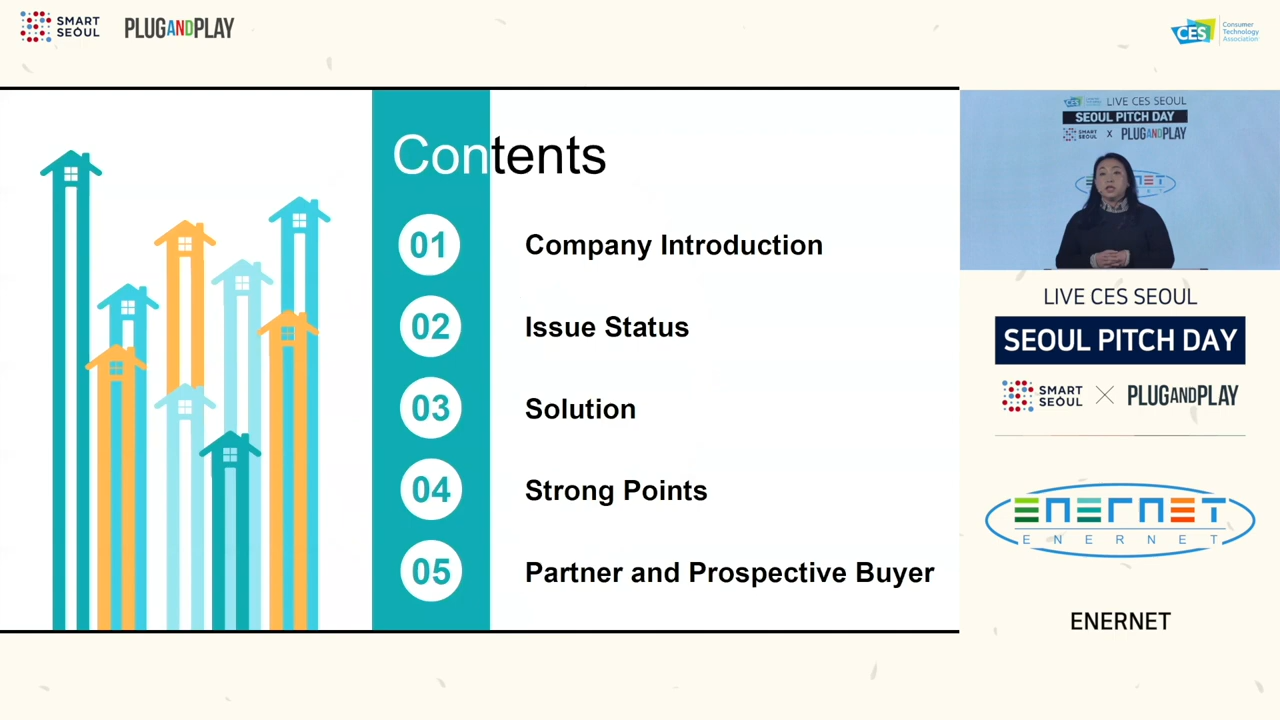 SMART
SEOUL
PLUGANDPLAY
CES
Consumer
Technology
Association
Contents
01 Company Introduction
02 Issue Status
03 Solution
04 Strong Points
05 Partner and Prospective Buyer
CES LIVE CES SEOUL
SEOUL PITCH DAY
SMART
SEOUL
X PLUGANDPLAY
LIVE CES SEOUL
SEOUL PITCH DAY
SMART
SEOUL
PLUGANDPLAY
ENERNET
ENERNET
ENERNET